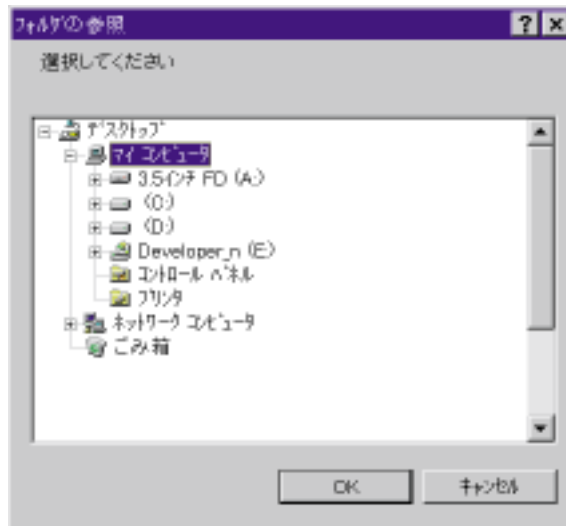 フォルダの参照
選択してください
デスクトップ
マイ コンピュータ
3.5インチ FD (A:)
(C:)
(D:)
Developer_n (E:)
コントロール パネル
プリンタ
ネットワーク コンピュータ
ごみ箱
OK
キャンセル